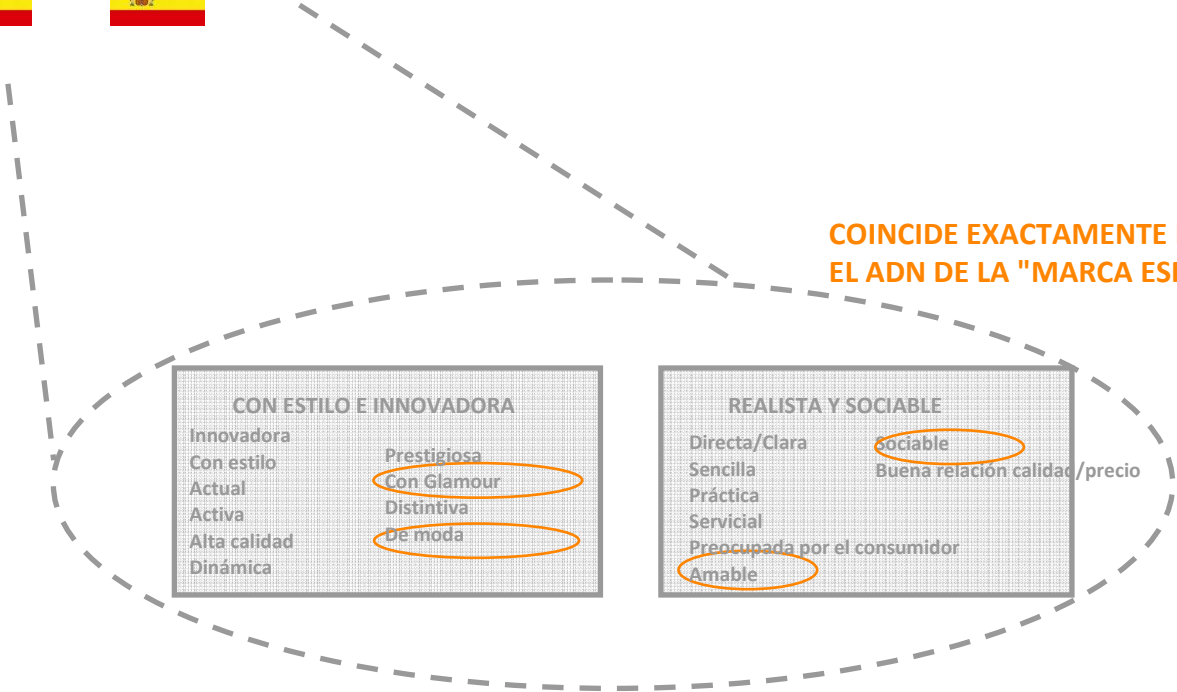 COINCIDE EXACTAMENTE
EL ADN DE LA "MARCA
CON ESTILO E INNOVADORA
Innovadora
Con estilo
Actual
Activa
Alta calidad
Dinámica
Prestigiosa
Con Glamour
Distintiva
De moda
REALISTA Y SOCIABLE
Directa/Clara
Sencilla
Práctica
Servicial
Preocupada por el consumidor
Amable
Sociable
Buena relación calidad/precio